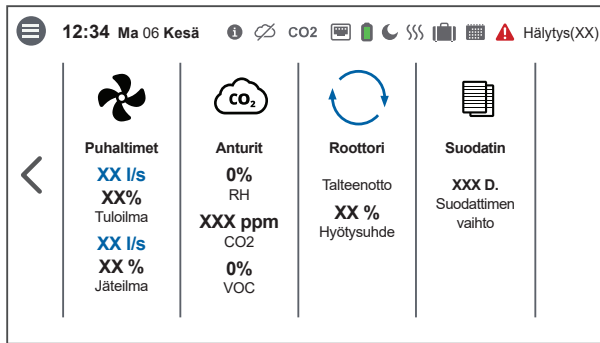 12:34 Ma 06 Kesä CO2 Hälytys(XX)
Puhaltimet
XX l/s
XX%
Tuloilma
XX l/s
XX %
Jäteilma
CO₂
Anturit
0%
RH
XXX ppm
CO2
0%
VOC
Roottori
Talteenotto
XX %
Hyötysuhde
Suodatin
XXX D.
Suodattimen
vaihto